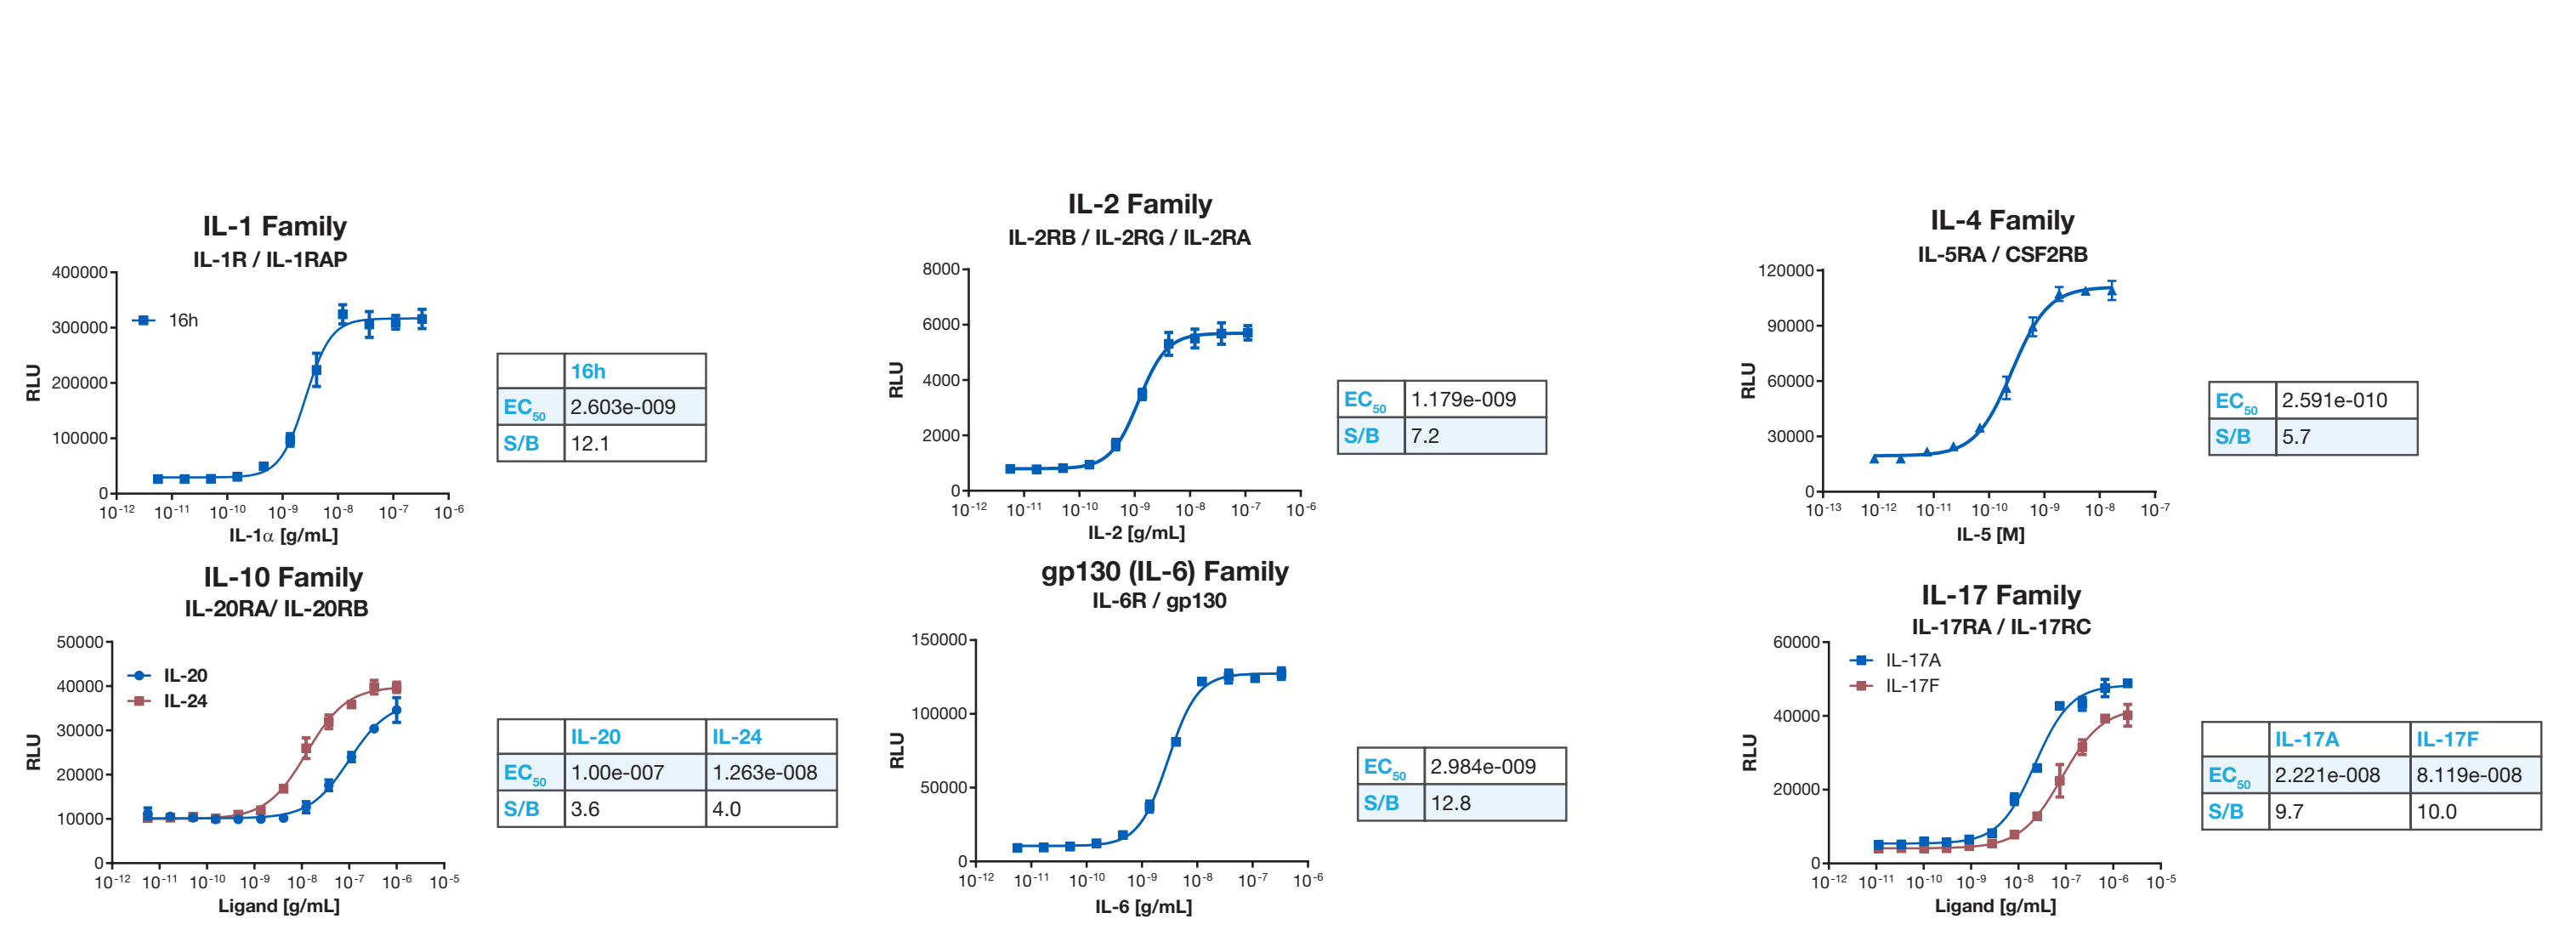 IL-1 Family
IL-1R / IL-1RAP
400000
300000
200000
100000
0
RLU
16h
10-12 10-11 10-10 10-9 10-8 10-7 10-6
IL-1α [g/mL]
16h
EC50 2.603e-009
S/B 12.1
IL-2 Family
IL-2RB / IL-2RG / IL-2RA
8000
6000
4000
2000
0
RLU
10-12 10-11 10-10 10-9 10-8 10-7 10-6
IL-2 [g/mL]
EC50 1.179e-009
S/B 7.2
IL-4 Family
IL-5RA / CSF2RB
120000
90000
60000
30000
0
RLU
10-13 10-12 10-11 10-10 10-9 10-8 10-7
IL-5 [M]
EC50 2.591e-010
S/B 5.7
IL-10 Family
IL-20RA/ IL-20RB
50000
40000
30000
20000
10000
0
RLU
IL-20
IL-24
10-12 10-11 10-10 10-9 10-8 10-7 10-6 10-5
Ligand [g/mL]
IL-20 IL-24
EC50 1.00e-007 1.263e-008
S/B 3.6 4.0
gp130 (IL-6) Family
IL-6R / gp130
150000
100000
50000
0
RLU
10-12 10-11 10-10 10-9 10-8 10-7 10-6
IL-6 [g/mL]
EC50 2.984e-009
S/B 12.8
IL-17 Family
IL-17RA / IL-17RC
60000
40000
20000
0
RLU
IL-17A
IL-17F
10-12 10-11 10-10 10-9 10-8 10-7 10-6 10-5
Ligand [g/mL]
IL-17A IL-17F
EC50 2.221e-008 8.119e-008
S/B 9.7 10.0